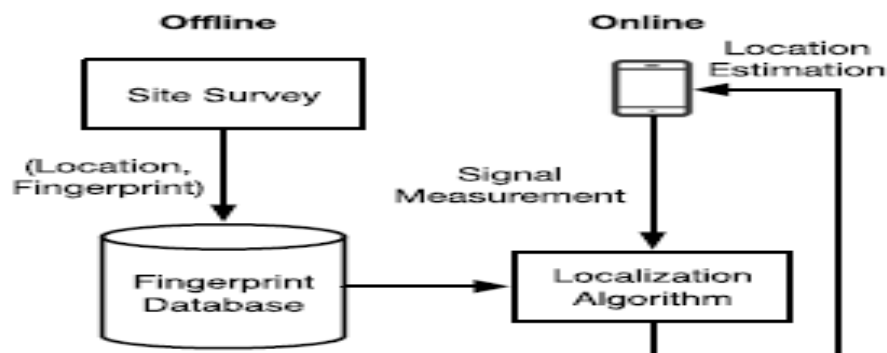 Offline
Online
Location
Estimation
Site Survey
(Location,
Fingerprint)
Signal
Measurement
Fingerprint
Database
Localization
Algorithm